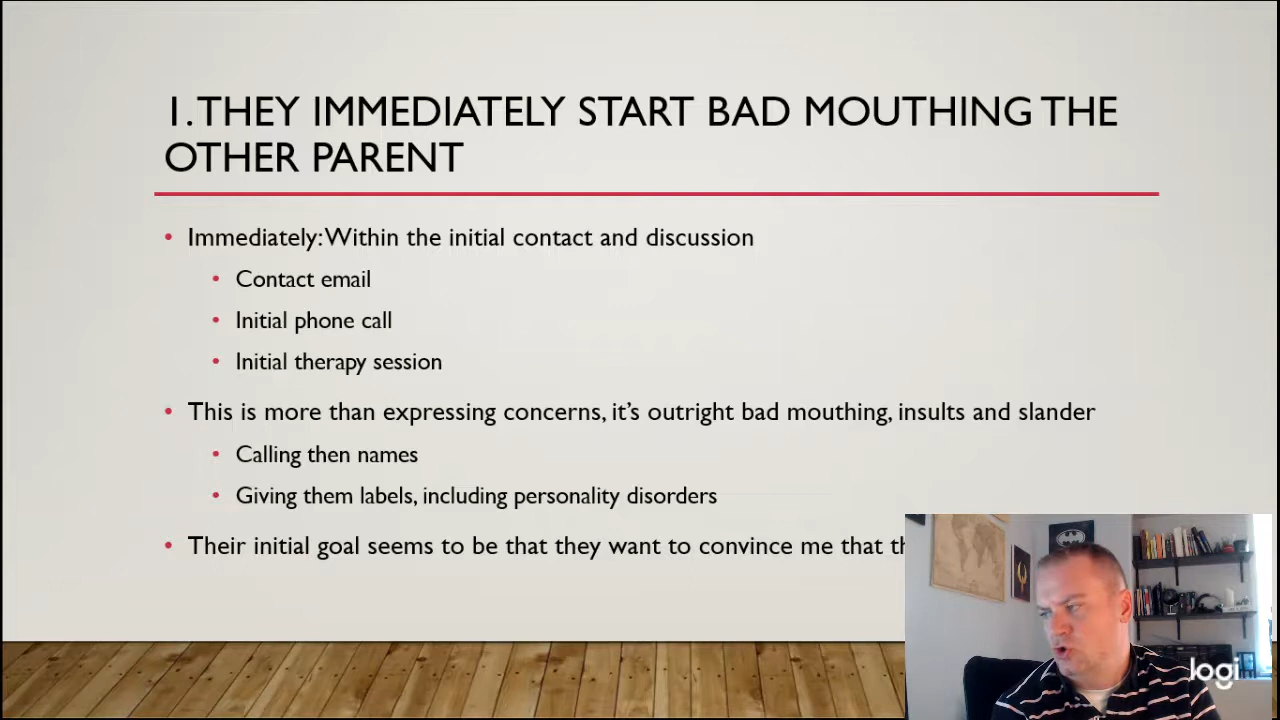 1. THEY IMMEDIATELY START BAD MOUTHING THE
OTHER PARENT
• Immediately: Within the initial contact and discussion
• Contact email
• Initial phone call
• Initial therapy session
• This is more than expressing concerns, it's outright bad mouthing, insults and slander
• Calling then names
• Giving them labels, including personality disorders
• Their initial goal seems to be that they want to convince me that
logi